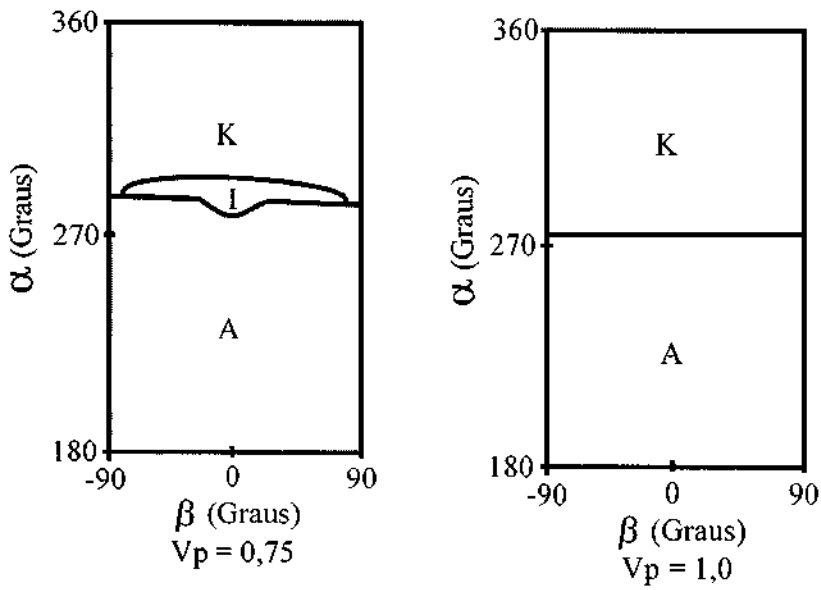 360
K
I
270
A
180
-90
0
90
α (Graus)
β (Graus)
Vp = 0,75
360
K
270
A
180
-90
0
90
α (Graus)
β (Graus)
Vp = 1,0